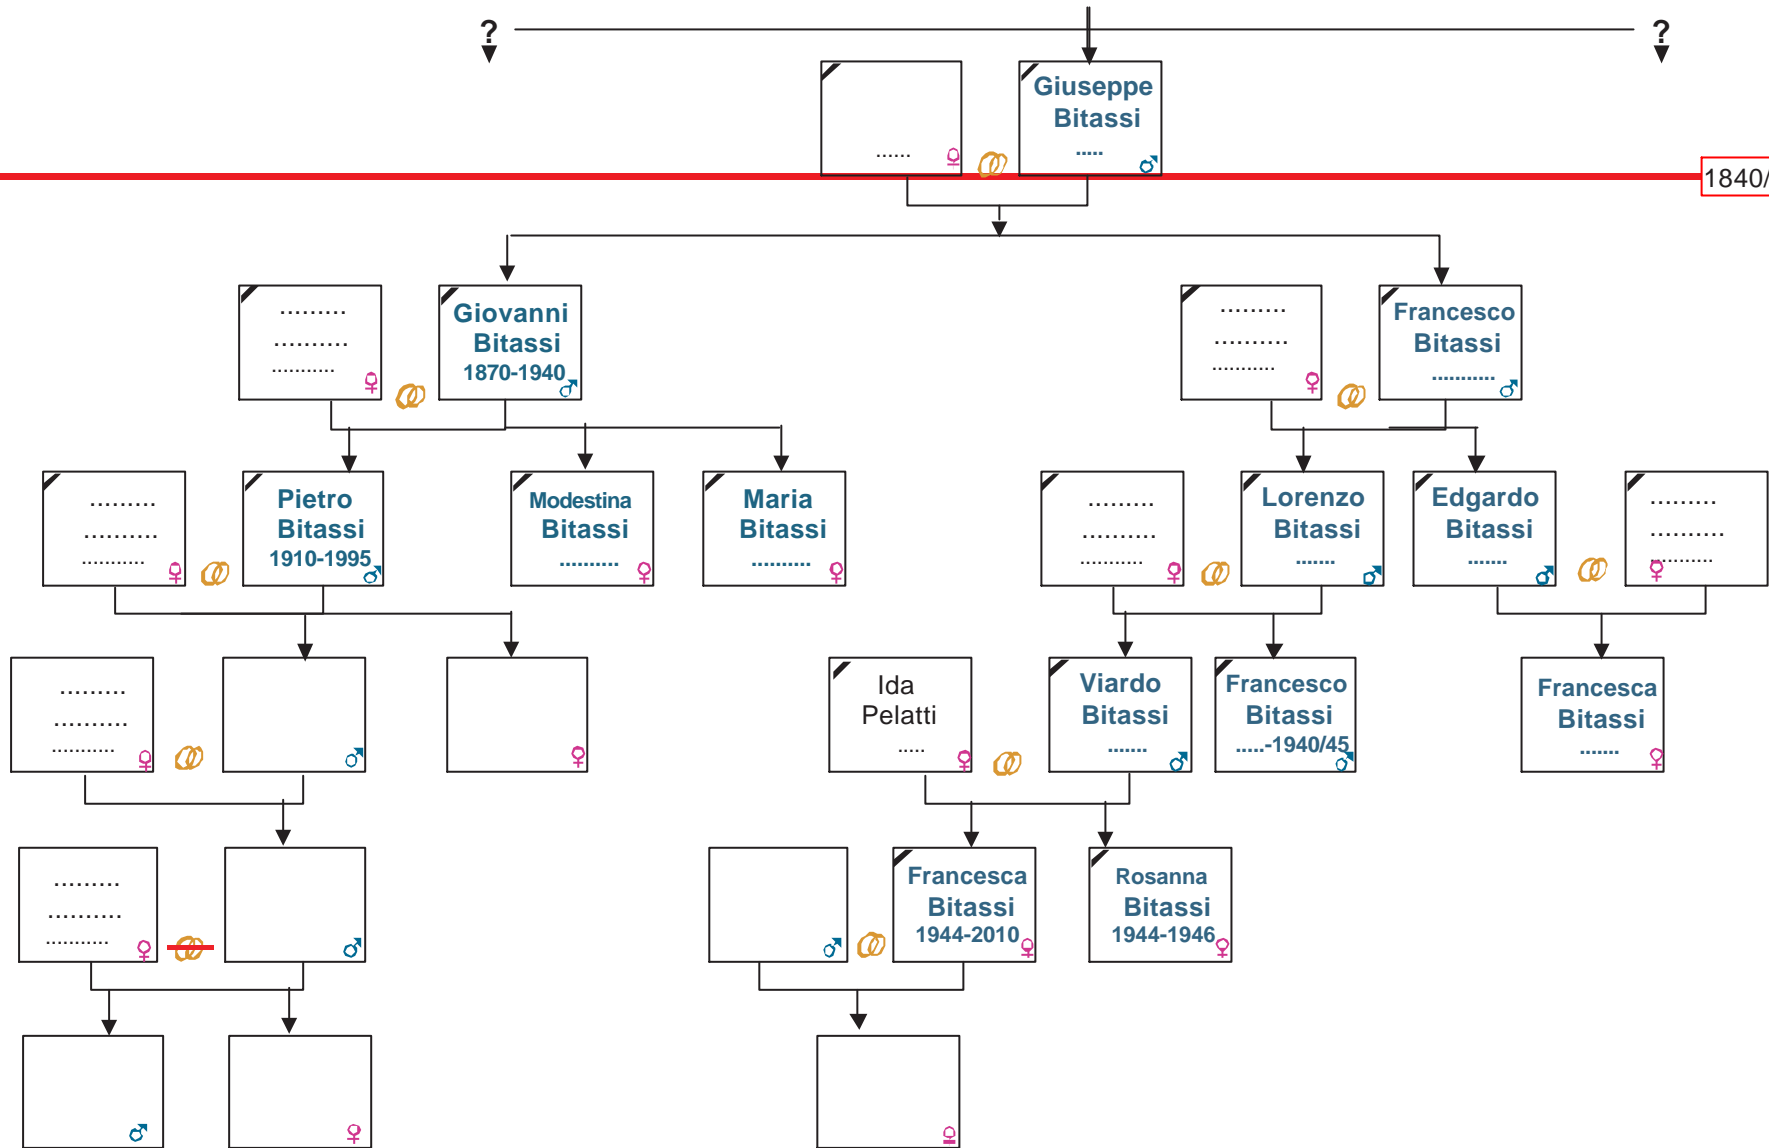 ? ?
Giuseppe
Bitassi
.....
......
1840/
.........
..........
...........
Giovanni
Bitassi
1870-1940
.........
..........
...........
Francesco
Bitassi
...........
.........
..........
...........
Pietro
Bitassi
1910-1995
Modestina
Bitassi
..........
Maria
Bitassi
..........
.........
..........
...........
Lorenzo
Bitassi
.......
Edgardo
Bitassi
.......
.........
..........
...........
.........
..........
...........
Ida
Pelatti
.....
Viardo
Bitassi
.......
Francesco
Bitassi
.....-1940/45
Francesca
Bitassi
.......
.........
..........
...........
Francesca
Bitassi
1944-2010
Rosanna
Bitassi
1944-1946